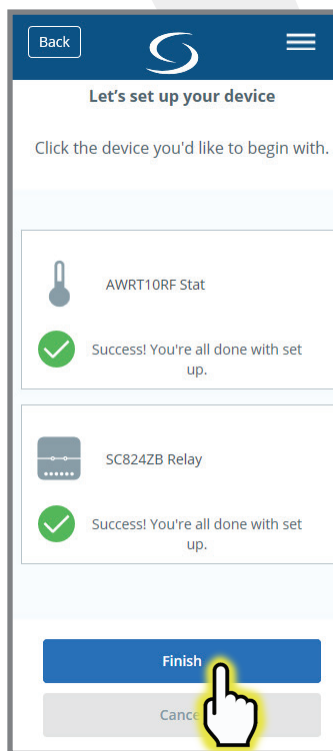 Back
Let's set up your device
Click the device you'd like to begin with.
AWRT10RF Stat
Success! You're all done with set
up.
SC824ZB Relay
Success! You're all done with set
up.
Finish
Cance